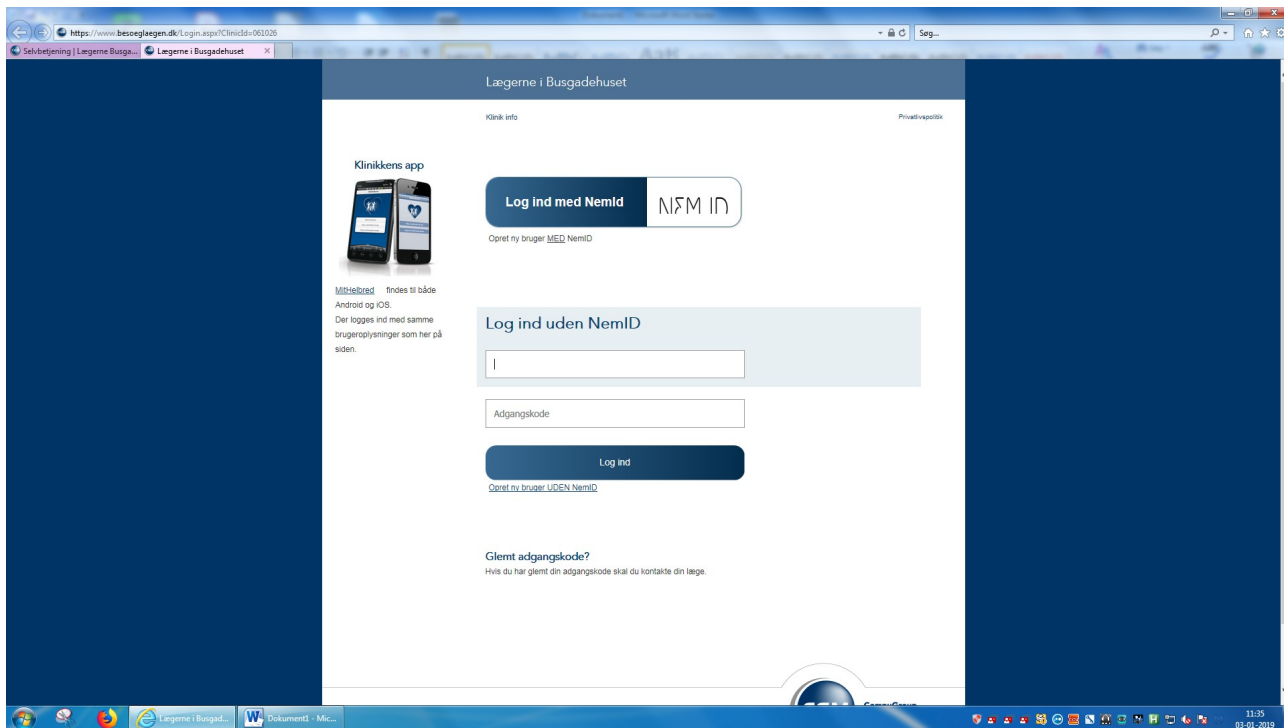 https://www.besoeglaegen.dk/Login.aspx?ClinicId=061026
Søg...
Selvbetjening | Lægerne Busga...
Lægerne i Busgadehuset
Lægerne i Busgadehuset
Klinik info
Privatlivspolitik
Klinikkens app
Log ind med NemId
NEM ID
Opret ny bruger MED NemID
MitHelbred findes til både
Android og iOS.
Der logges ind med samme
brugeroplysninger som her på
siden.
Log ind uden NemID
Adgangskode
Log ind
Opret ny bruger UDEN NemID
Glemt adgangskode?
Hvis du har glemt din adgangskode skal du kontakte din læge.
Lægerne i Busgad...
Dokument1 - Mic...
11:35
03-01-2019